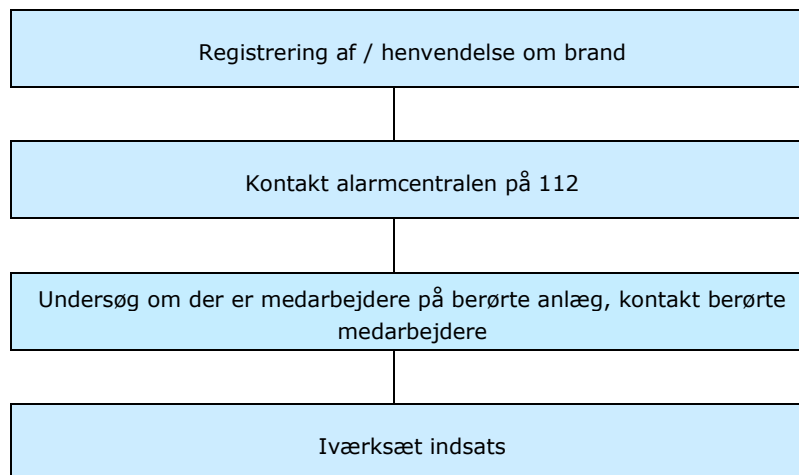 Registrering af / henvendelse om brand
Kontakt alarmcentralen på 112
Undersøg om der er medarbejdere på berørte anlæg, kontakt berørte
medarbejdere
Iværksæt indsats